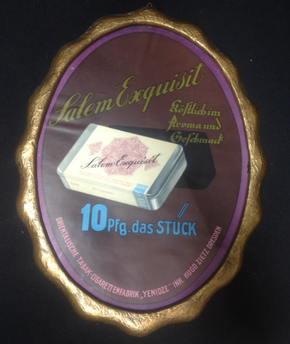 Salem Exquisit
Köstlich im
Aroma und
Geschmack
Salem Exquisit
10 Pfg. das STÜCK
ORIENTALISCHE TABAK-CIGARETTENFABRIK „YENIDZE" INH. HUGO ZIETZ, DRESDEN